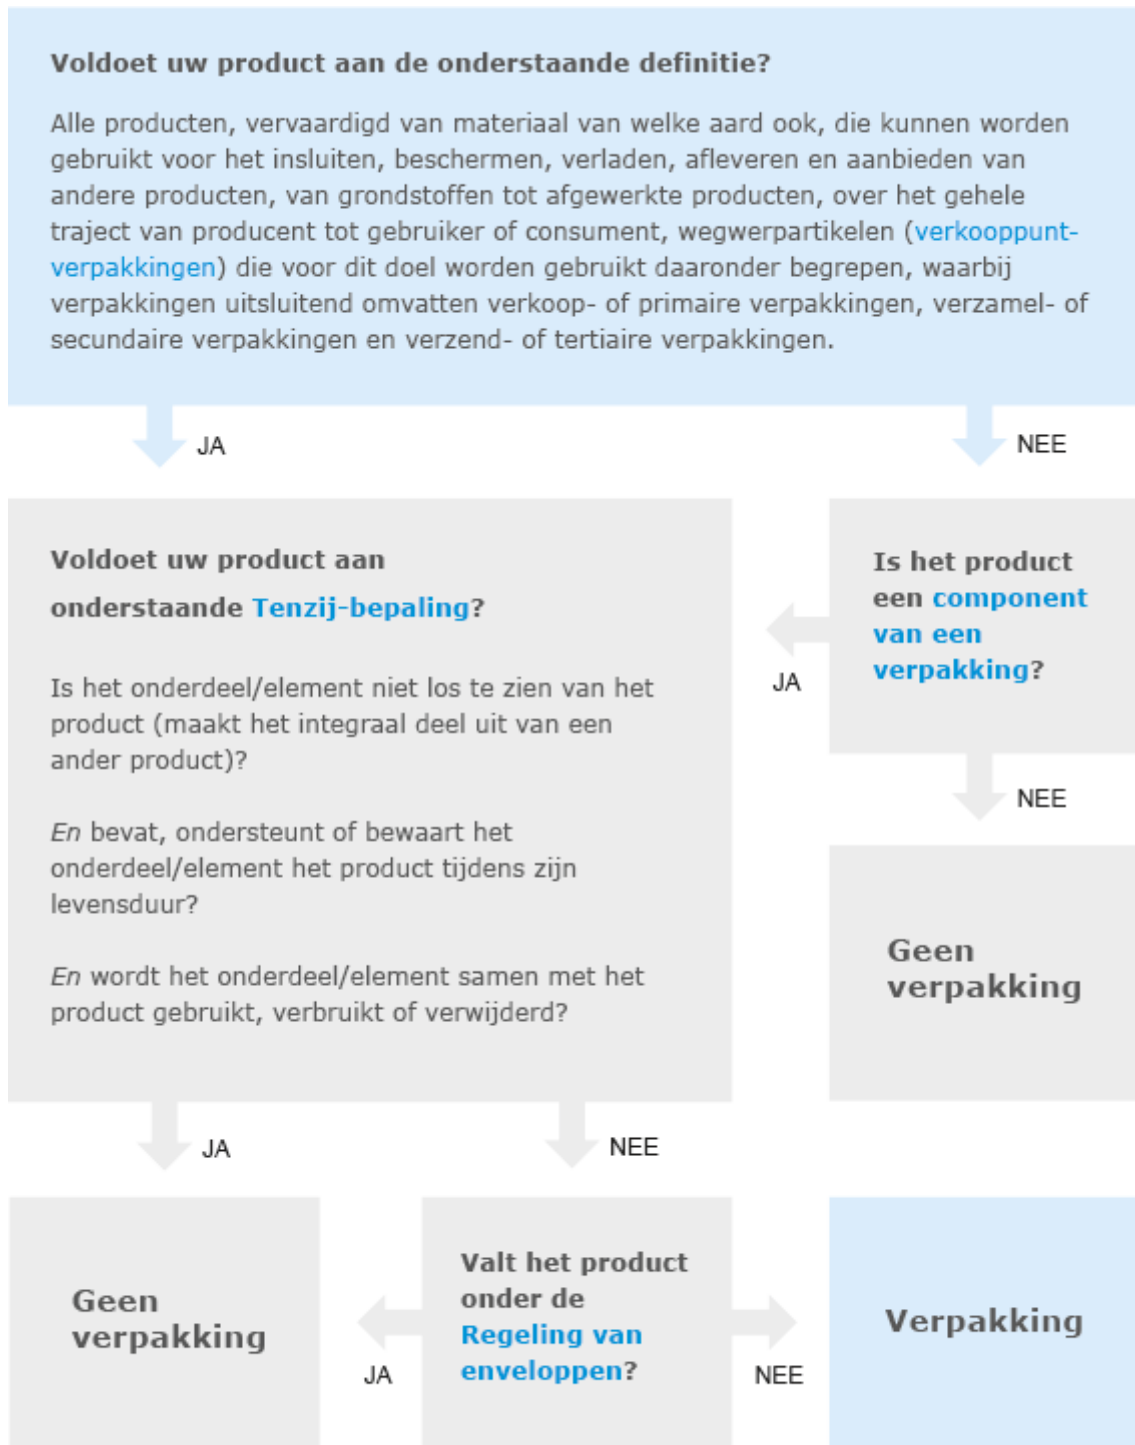 Voldoet uw product aan de onderstaande definitie?
Alle producten, vervaardigd van materiaal van welke aard ook, die kunnen worden
gebruikt voor het insluiten, beschermen, verladen, afleveren en aanbieden van
andere producten, van grondstoffen tot afgewerkte producten, over het gehele
traject van producent tot gebruiker of consument, wegwerpartikelen (verkooppunt-
verpakkingen) die voor dit doel worden gebruikt daaronder begrepen, waarbij
verpakkingen uitsluitend omvatten verkoop- of primaire verpakkingen, verzamel- of
secundaire verpakkingen en verzend- of tertiaire verpakkingen.
JA
NEE
Voldoet uw product aan
onderstaande Tenzij-bepaling?
Is het onderdeel/element niet los te zien van het
product (maakt het integraal deel uit van een
ander product)?
En bevat, ondersteunt of bewaart het
onderdeel/element het product tijdens zijn
levensduur?
En wordt het onderdeel/element samen met het
product gebruikt, verbruikt of verwijderd?
JA
Is het product
een component
van een
verpakking?
NEE
Geen
verpakking
JA
NEE
Geen
verpakking
JA
Valt het product
onder de
Regeling van
enveloppen?
NEE
Verpakking